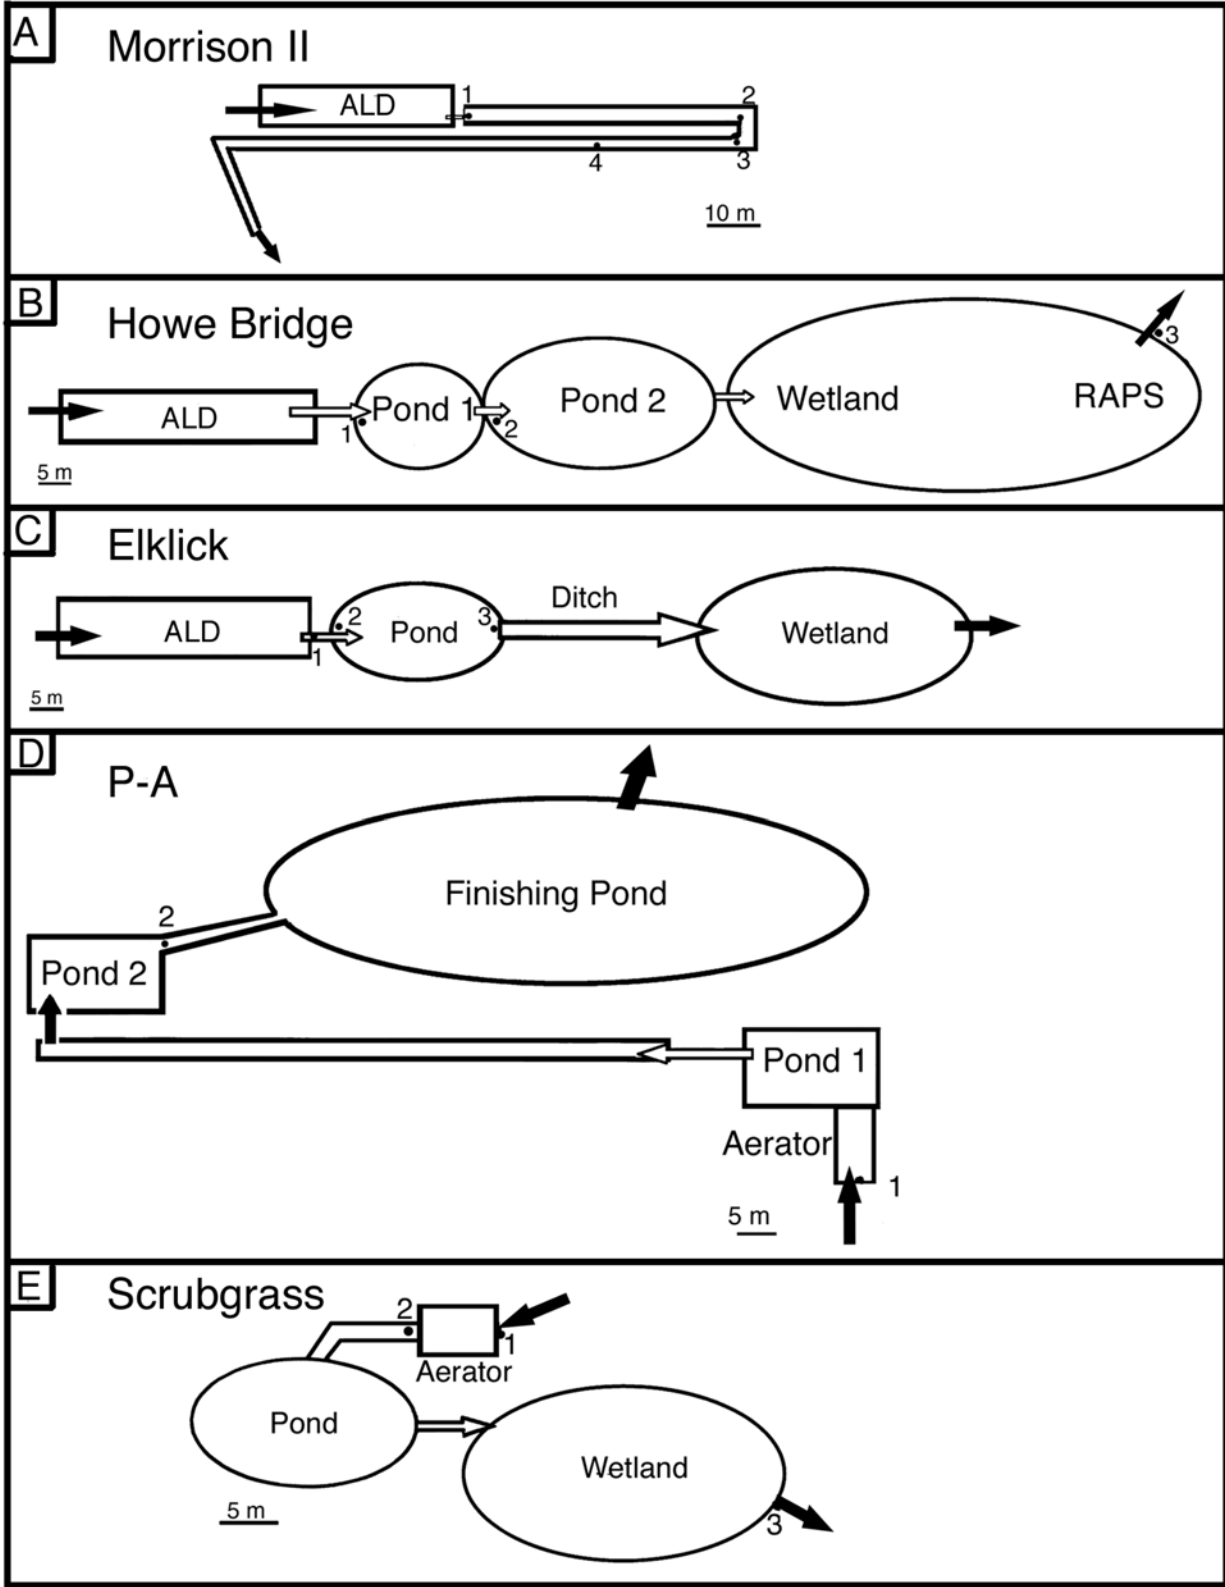 A
Morrison II
ALD
1
2
3
4
10 m
B
Howe Bridge
ALD
1
Pond 1
2
Pond 2
Wetland
RAPS
3
5 m
C
Elklick
ALD
1
2
Pond
3
Ditch
Wetland
5 m
D
P-A
Finishing Pond
2
Pond 2
Pond 1
Aerator
1
5 m
E
Scrubgrass
2
1
Aerator
Pond
Wetland
5 m
3